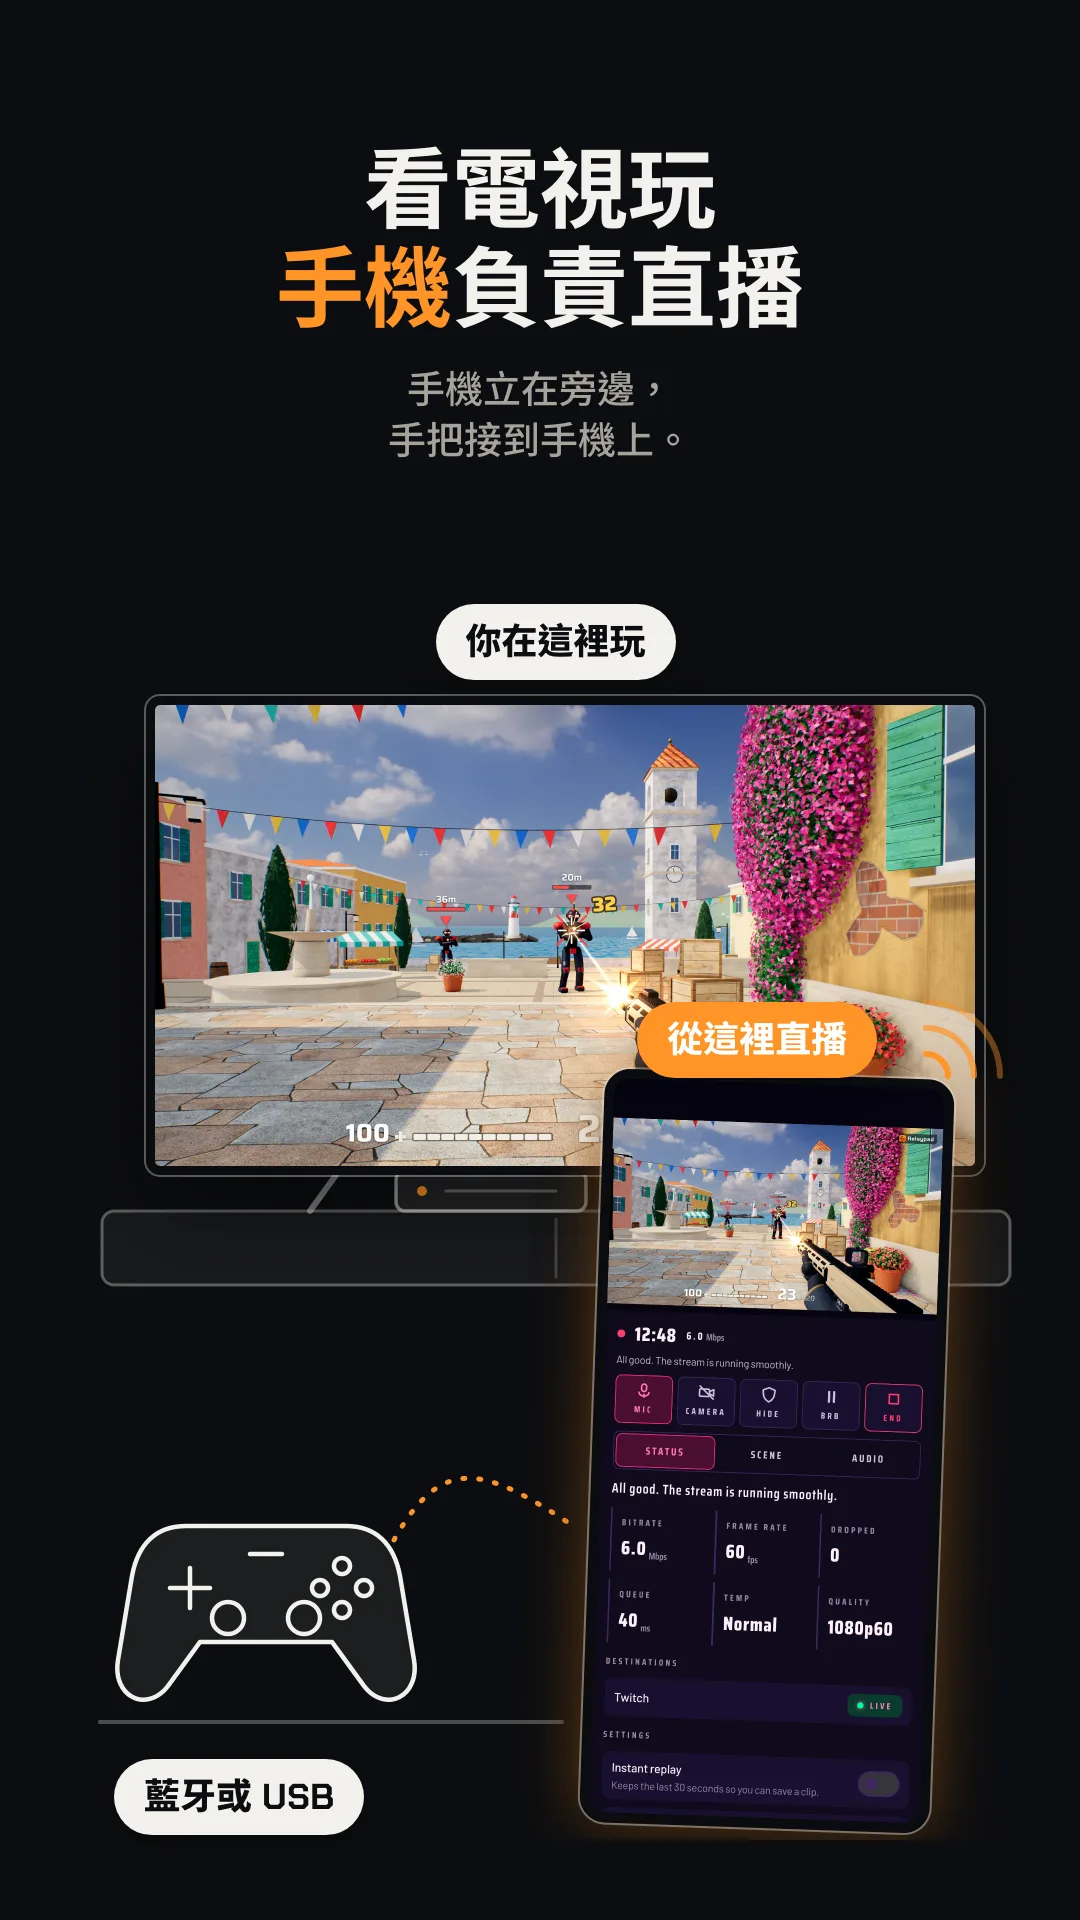 看電視玩
手機負責直播
手機立在旁邊，
手把接到手機上。
你在這裡玩
20m
36m
32
從這裡直播
100
2
Relaypad
32
100
23
20
12:48 6.0 Mbps
All good. The stream is running smoothly.
MIC
CAMERA
HIDE
BRB
END
STATUS
SCENE
AUDIO
All good. The stream is running smoothly.
BITRATE
FRAME RATE
DROPPED
6.0 Mbps
60 fps
0
QUEUE
TEMP
QUALITY
40 ms
Normal
1080p60
DESTINATIONS
Twitch
LIVE
SETTINGS
Instant replay
Keeps the last 30 seconds so you can save a clip.
藍牙或 USB